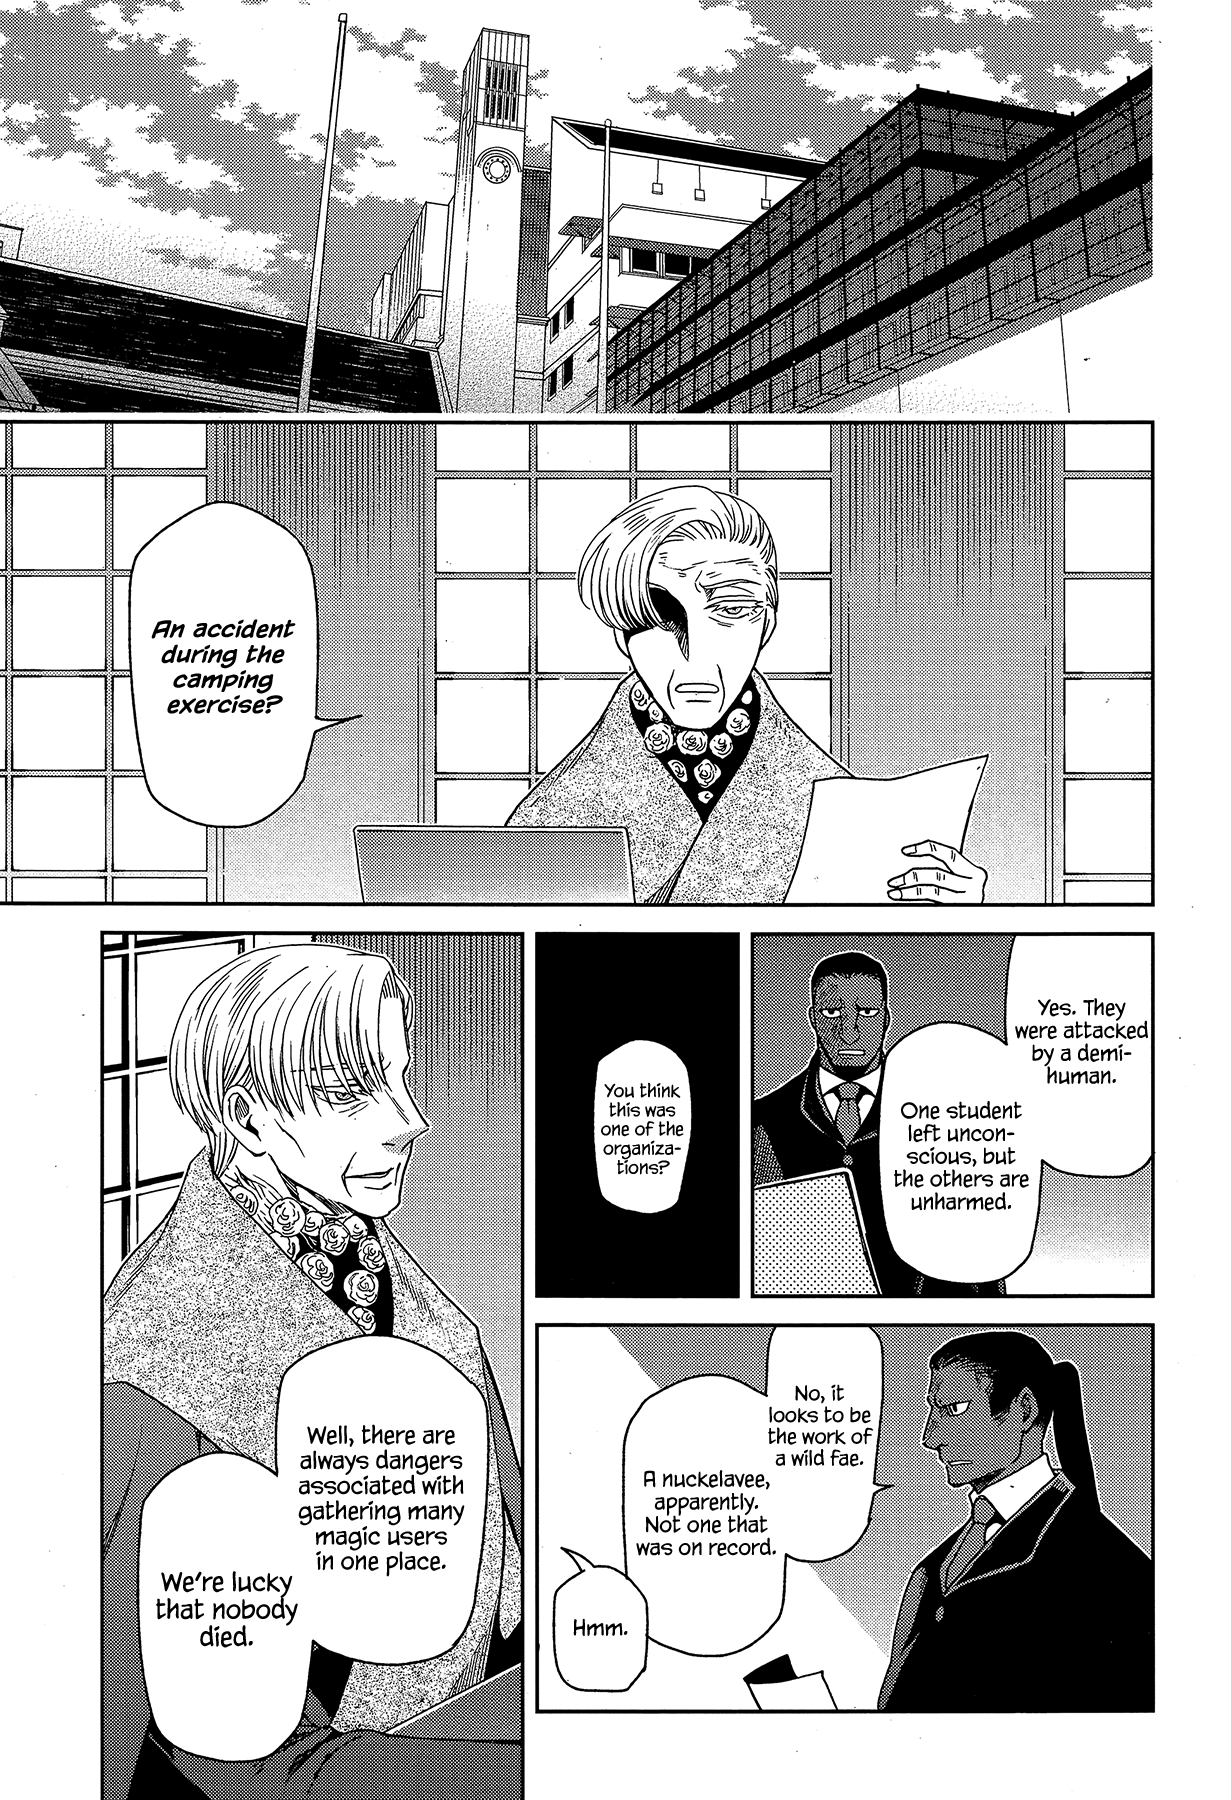 An accident
during the
camping
exercise?
Yes. They
were attacked
by a demi-
human.
One student
left uncon-
scious, but
the others are
unharmed.
You think
this was
one of the
organiza-
tions?
No, it
looks to be
the work of
a wild fae.
A nuckelavee,
apparently.
Not one that
was on record.
Hmm.
Well, there are
always dangers
associated with
gathering many
magic users
in one place.
We're lucky
that nobody
died.